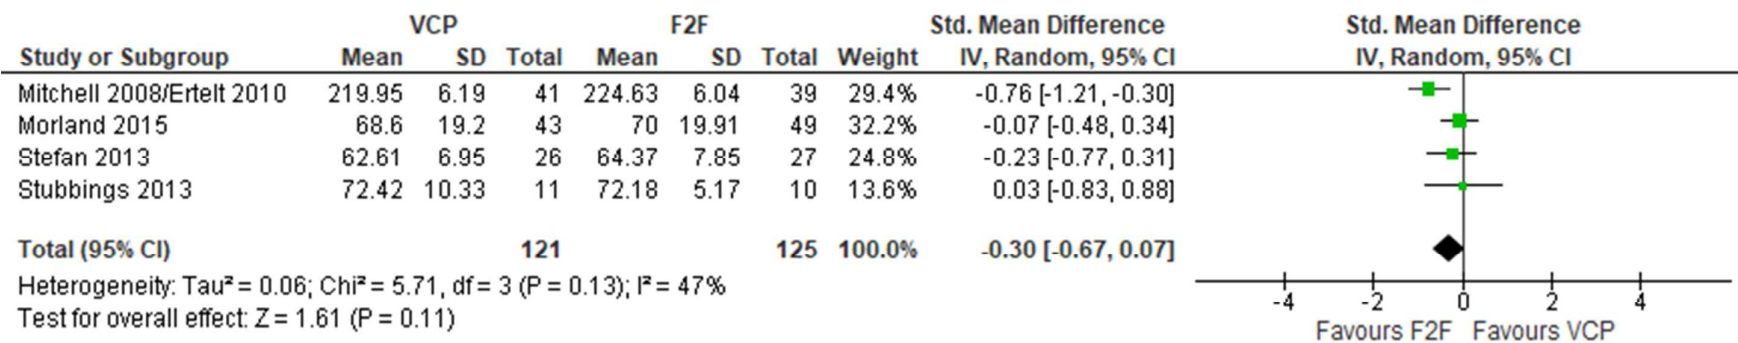 VCP F2F Std. Mean Difference Std. Mean Difference
Study or Subgroup Mean SD Total Mean SD Total Weight IV, Random, 95% CI IV, Random, 95% CI
Mitchell 2008/Ertelt 2010 219.95 6.19 41 224.63 6.04 39 29.4% -0.76 [-1.21, -0.30]
Morland 2015 68.6 19.2 43 70 19.91 49 32.2% -0.07 [-0.48, 0.34]
Stefan 2013 62.61 6.95 26 64.37 7.85 27 24.8% -0.23 [-0.77, 0.31]
Stubbings 2013 72.42 10.33 11 72.18 5.17 10 13.6% 0.03 [-0.83, 0.88]
Total (95% CI) 121 125 100.0% -0.30 [-0.67, 0.07]
Heterogeneity: Tau² = 0.06; Chi² = 5.71, df = 3 (P = 0.13); I² = 47%
Test for overall effect: Z = 1.61 (P = 0.11)
-4 -2 0 2 4
Favours F2F Favours VCP